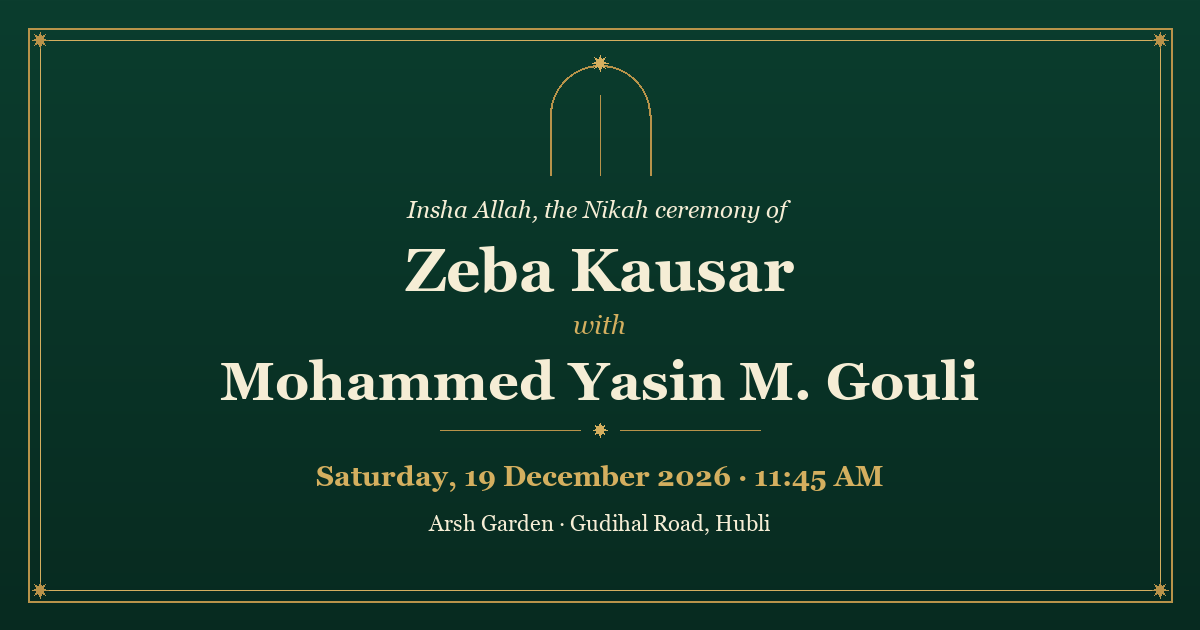 Insha Allah, the Nikah ceremony of
Zeba Kausar
with
Mohammed Yasin M. Gouli
Saturday, 19 December 2026 · 11:45 AM
Arsh Garden · Gudihal Road, Hubli